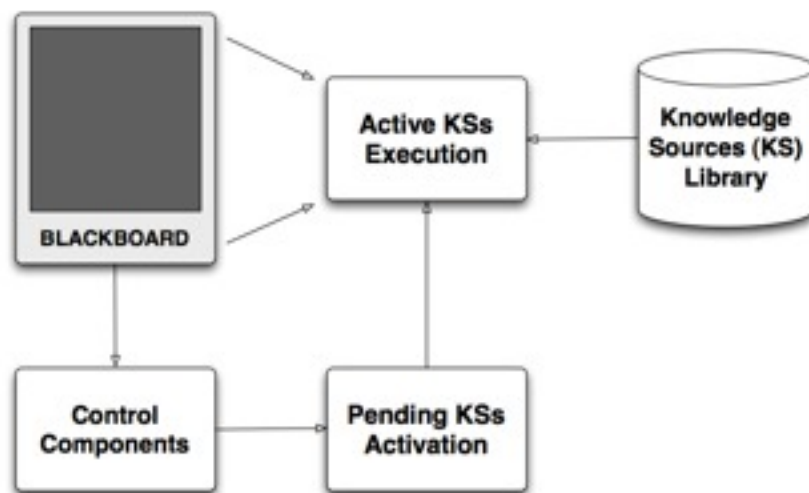 BLACKBOARD
Active KSs
Execution
Knowledge
Sources (KS)
Library
Control
Components
Pending KSs
Activation